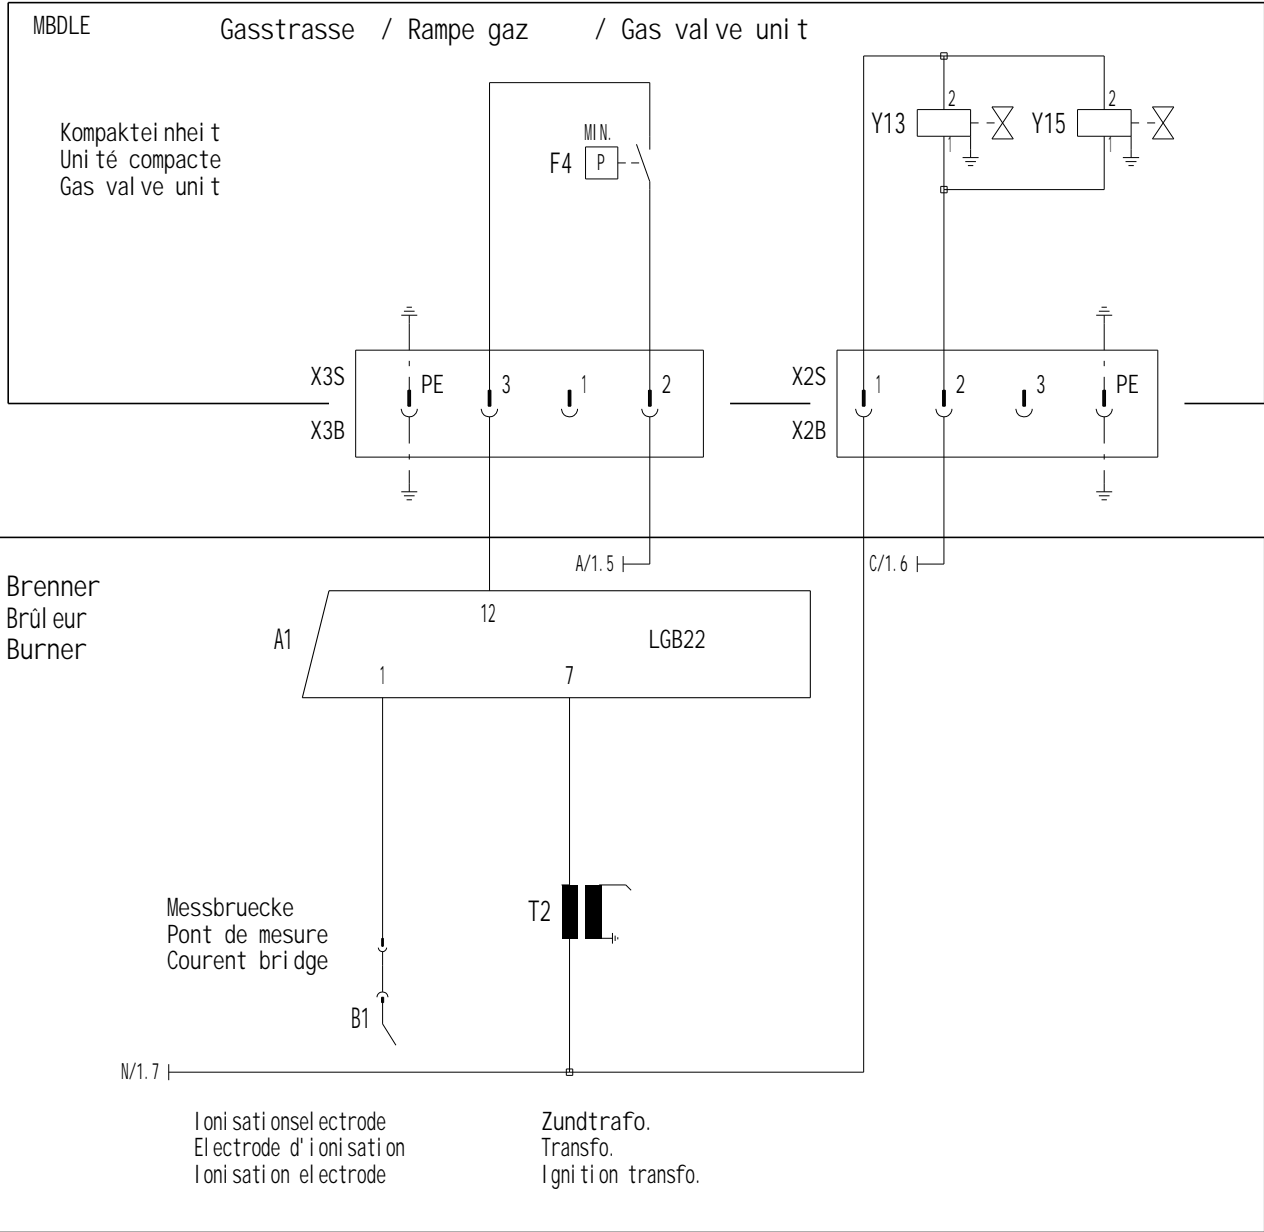 MBDLE
Gasstrasse / Rampe gaz / Gas valve unit
Kompakteinheit
Unité compacte
Gas valve unit
MIN.
F4 P
2 2
Y13 Y15
1 1
X3S PE 3 1 2
X3B
X2S 1 2 3 PE
X2B
A/1.5
C/1.6
Brenner
Brûleur
Burner
A1
12
LGB22
1 7
Messbruecke
Pont de mesure
Courent bridge
T2
B1
N/1.7
Ionisationselectrode
Electrode d'ionisation
Ionisation electrode
Zundtrafo.
Transfo.
Ignition transfo.